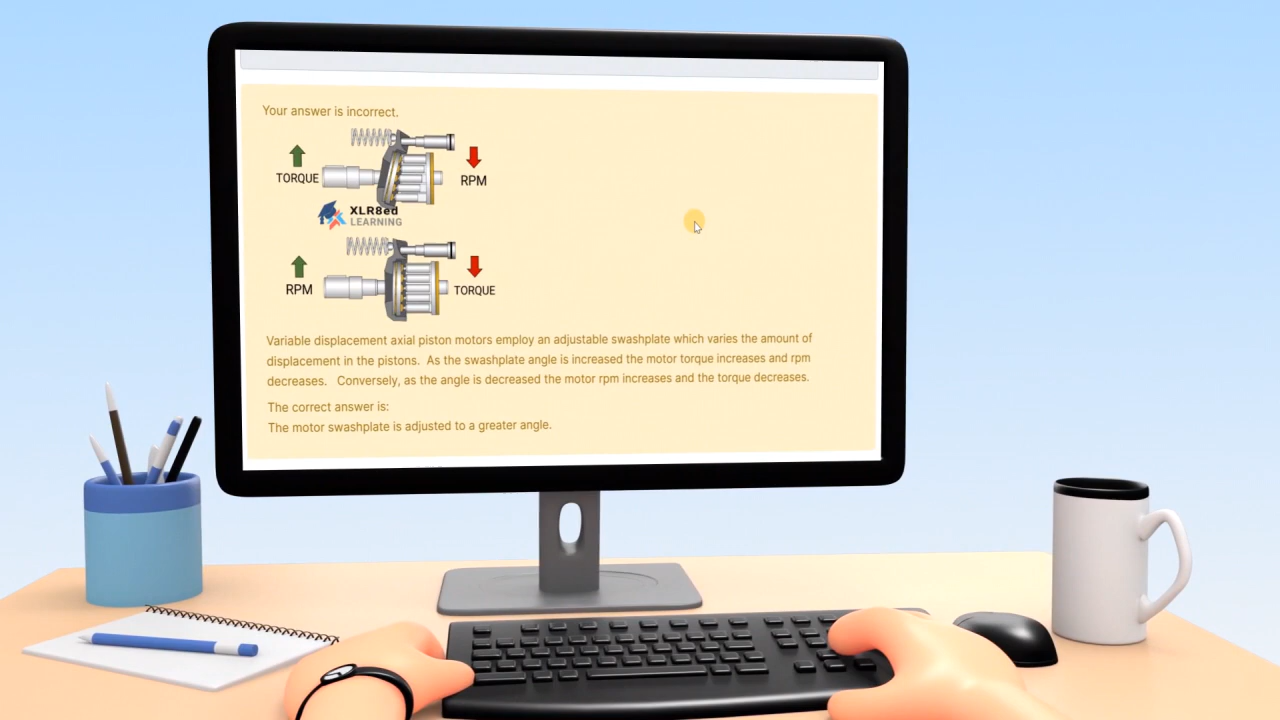 Your answer is incorrect.
TORQUE
RPM
XLR8ed
LEARNING
RPM
TORQUE
Variable displacement axial piston motors employ an adjustable swashplate which varies the amount of
displacement in the pistons. As the swashplate angle is increased the motor torque increases and rpm
decreases. Conversely, as the angle is decreased the motor rpm increases and the torque decreases.
The correct answer is:
The motor swashplate is adjusted to a greater angle.